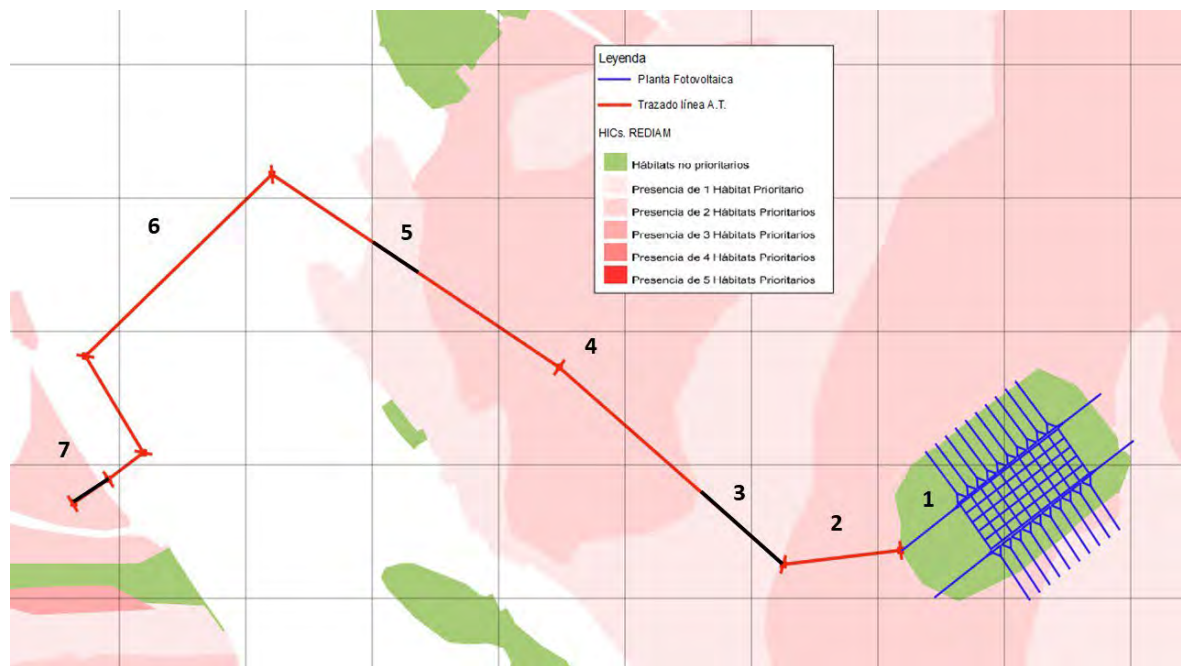 Leyenda
Planta Fotovoltaica
Trazado línea A.T.
HICs. REDIAM
Hábitats no prioritarios
Presencia de 1 Hábitat Prioritario
Presencia de 2 Hábitats Prioritarios
Presencia de 3 Hábitats Prioritarios
Presencia de 4 Hábitats Prioritarios
Presencia de 5 Hábitats Prioritarios
6
5
4
7
3
1
2